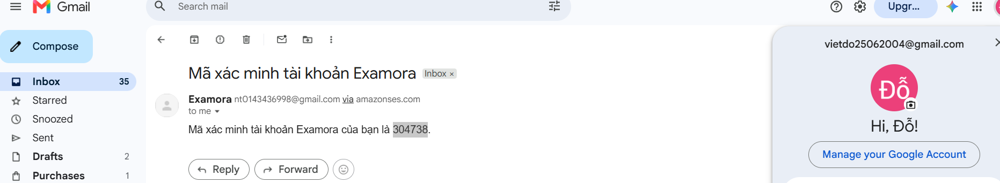 Gmail
Search mail
Upgr...
Compose
Inbox 35
Starred
Snoozed
Sent
Drafts 2
Purchases 1
Mã xác minh tài khoản Examora Inbox ×
Examora nt0143436998@gmail.com via amazonses.com
to me
Mã xác minh tài khoản Examora của bạn là 304738.
Reply Forward
vietdo25062004@gmail.com
Đỗ
Hi, Đỗ!
Manage your Google Account